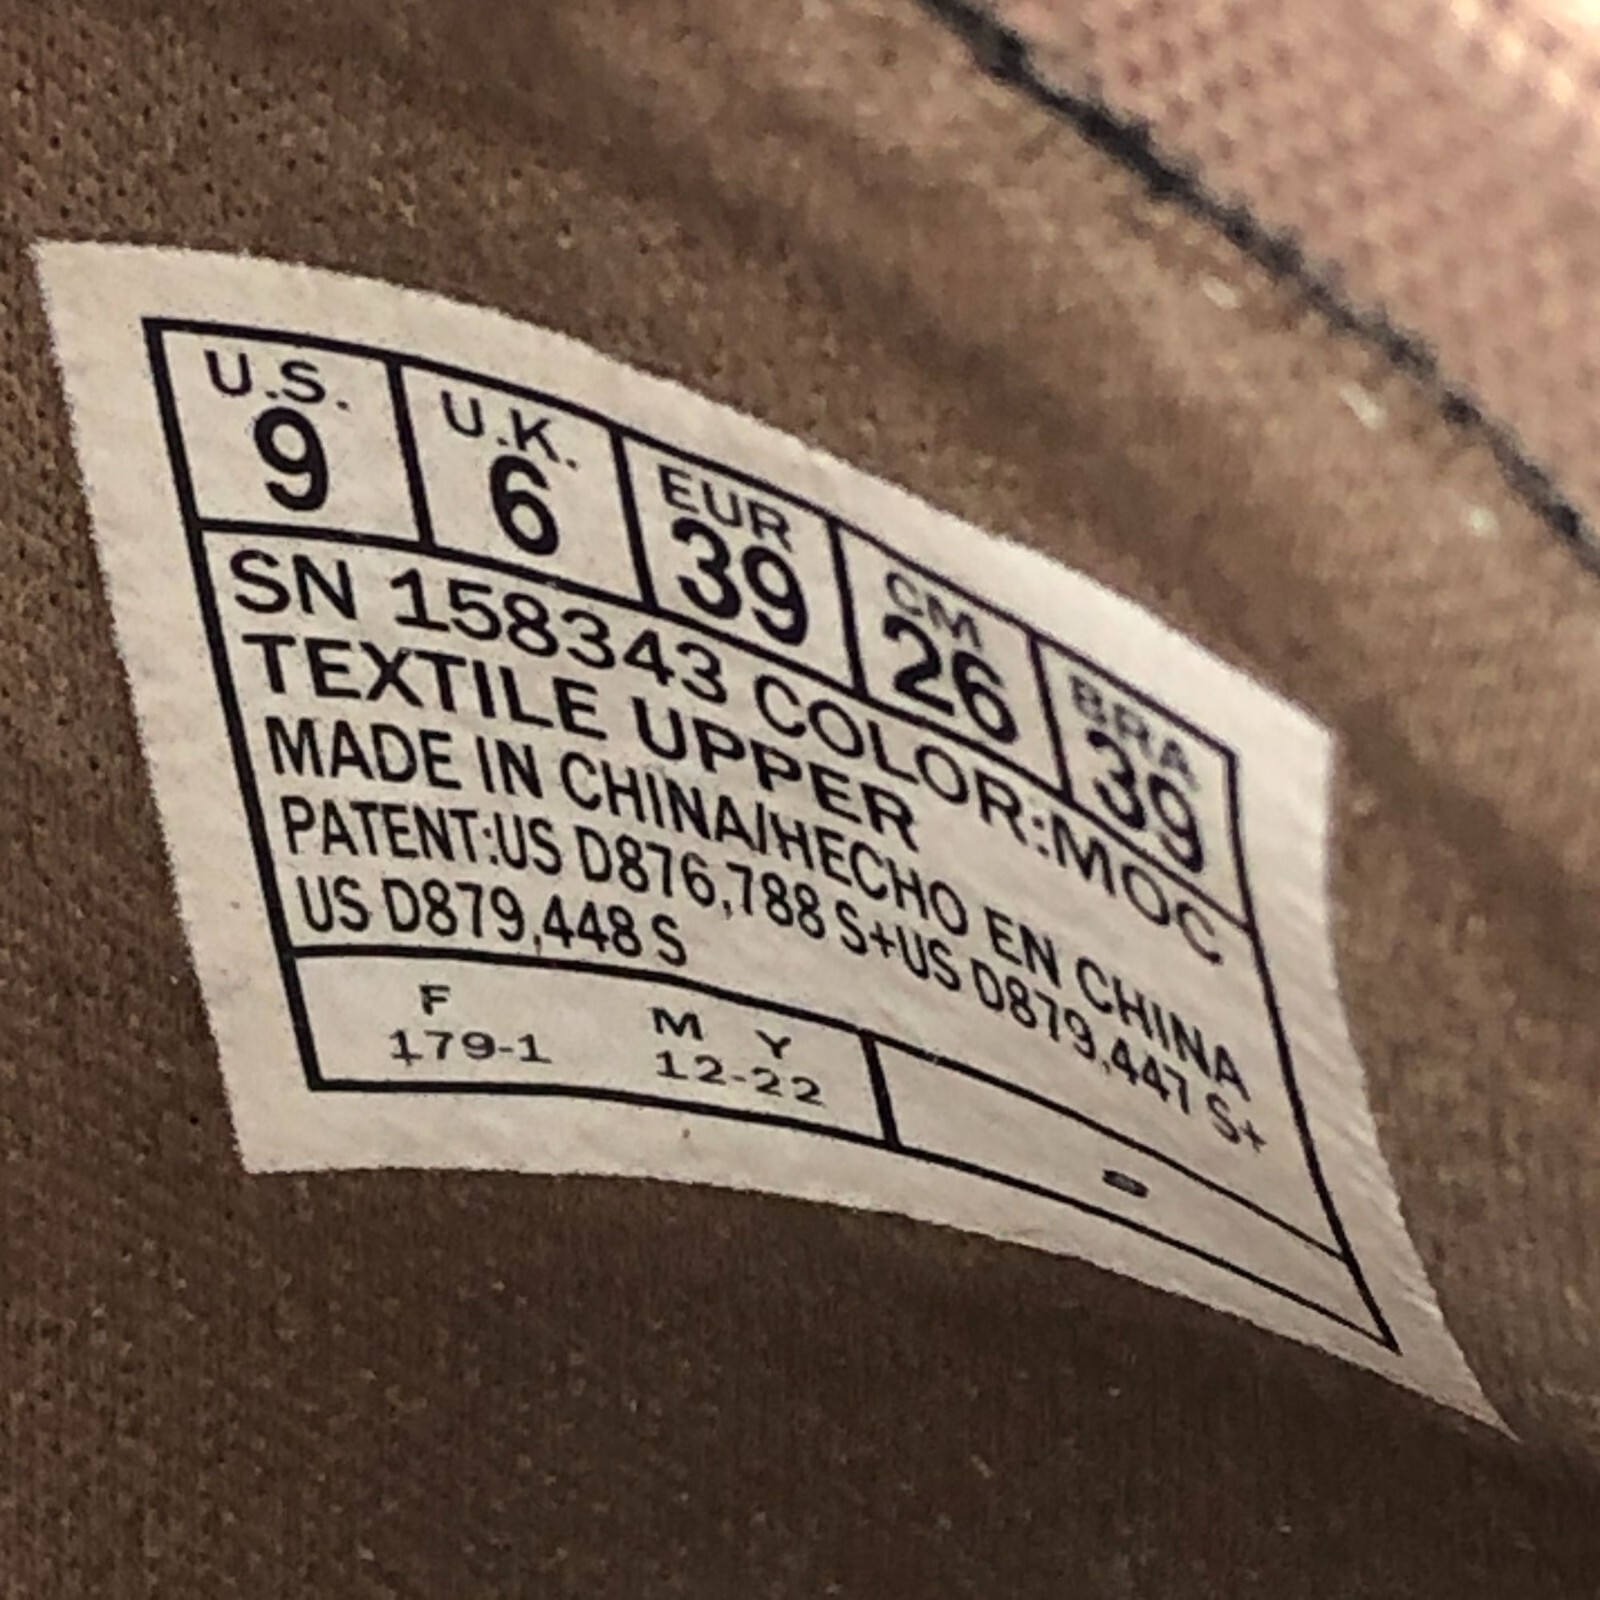 U.S. U.K. EUR CM BRA
9 6 39 26 39
SN 158343 COLOR:MOC
TEXTILE UPPER
MADE IN CHINA/HECHO EN CHINA
PATENT:US D876,788 S+US D879,447 S+
US D879,448 S
F M Y
179-1 12-22 -